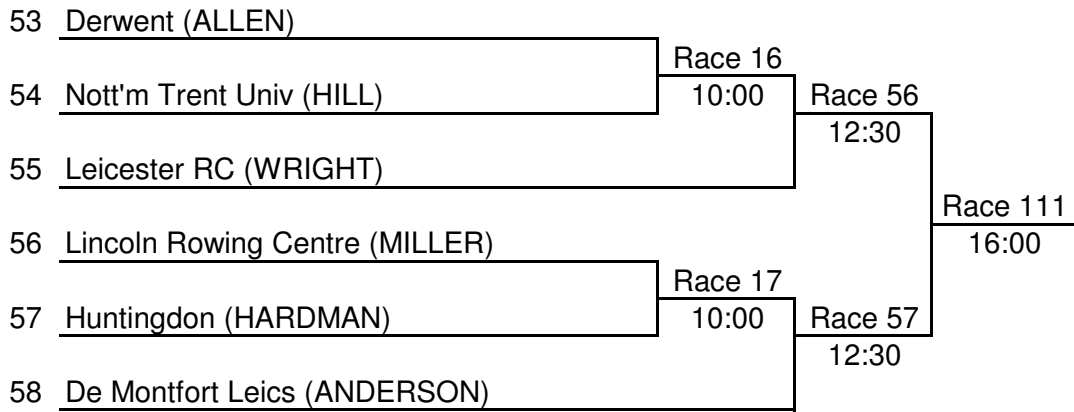 53 Derwent (ALLEN)
Race 16
54 Nott'm Trent Univ (HILL)
10:00
Race 56
12:30
55 Leicester RC (WRIGHT)
Race 111
16:00
56 Lincoln Rowing Centre (MILLER)
Race 17
57 Huntingdon (HARDMAN)
10:00
Race 57
12:30
58 De Montfort Leics (ANDERSON)